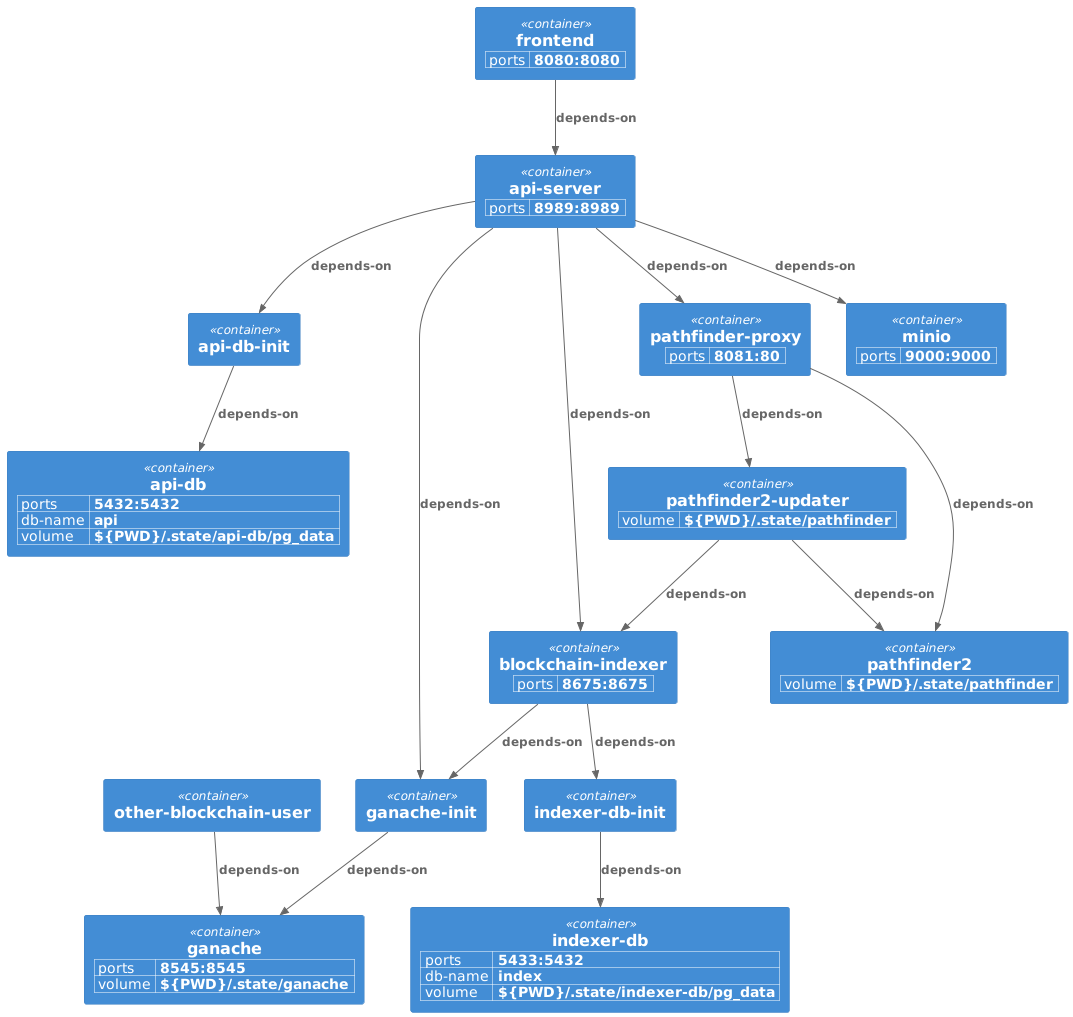 «container»
frontend
ports 8080:8080
depends-on
«container»
api-server
ports 8989:8989
depends-on
depends-on
depends-on
«container»
api-db-init
«container»
pathfinder-proxy
ports 8081:80
«container»
minio
ports 9000:9000
depends-on
depends-on
depends-on
«container»
api-db
ports 5432:5432
db-name api
volume ${PWD}/.state/api-db/pg_data
«container»
pathfinder2-updater
volume ${PWD}/.state/pathfinder
depends-on
depends-on
depends-on
depends-on
«container»
blockchain-indexer
ports 8675:8675
«container»
pathfinder2
volume ${PWD}/.state/pathfinder
depends-on
depends-on
«container»
other-blockchain-user
«container»
ganache-init
«container»
indexer-db-init
depends-on
depends-on
depends-on
«container»
ganache
ports 8545:8545
volume ${PWD}/.state/ganache
«container»
indexer-db
ports 5433:5432
db-name index
volume ${PWD}/.state/indexer-db/pg_data